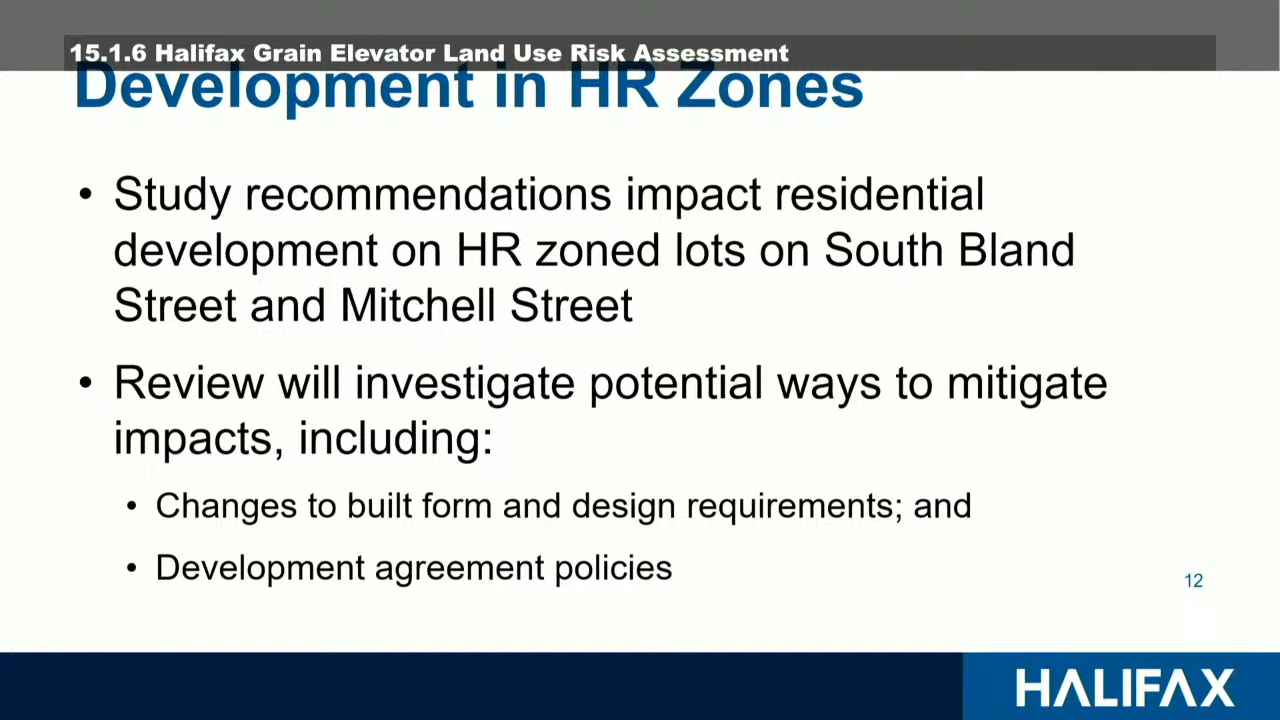 15.1.6 Halifax Grain Elevator Land Use Risk Assessment
Development in HR Zones
• Study recommendations impact residential
development on HR zoned lots on South Bland
Street and Mitchell Street
• Review will investigate potential ways to mitigate
impacts, including:
• Changes to built form and design requirements; and
• Development agreement policies
12
HALIFAX